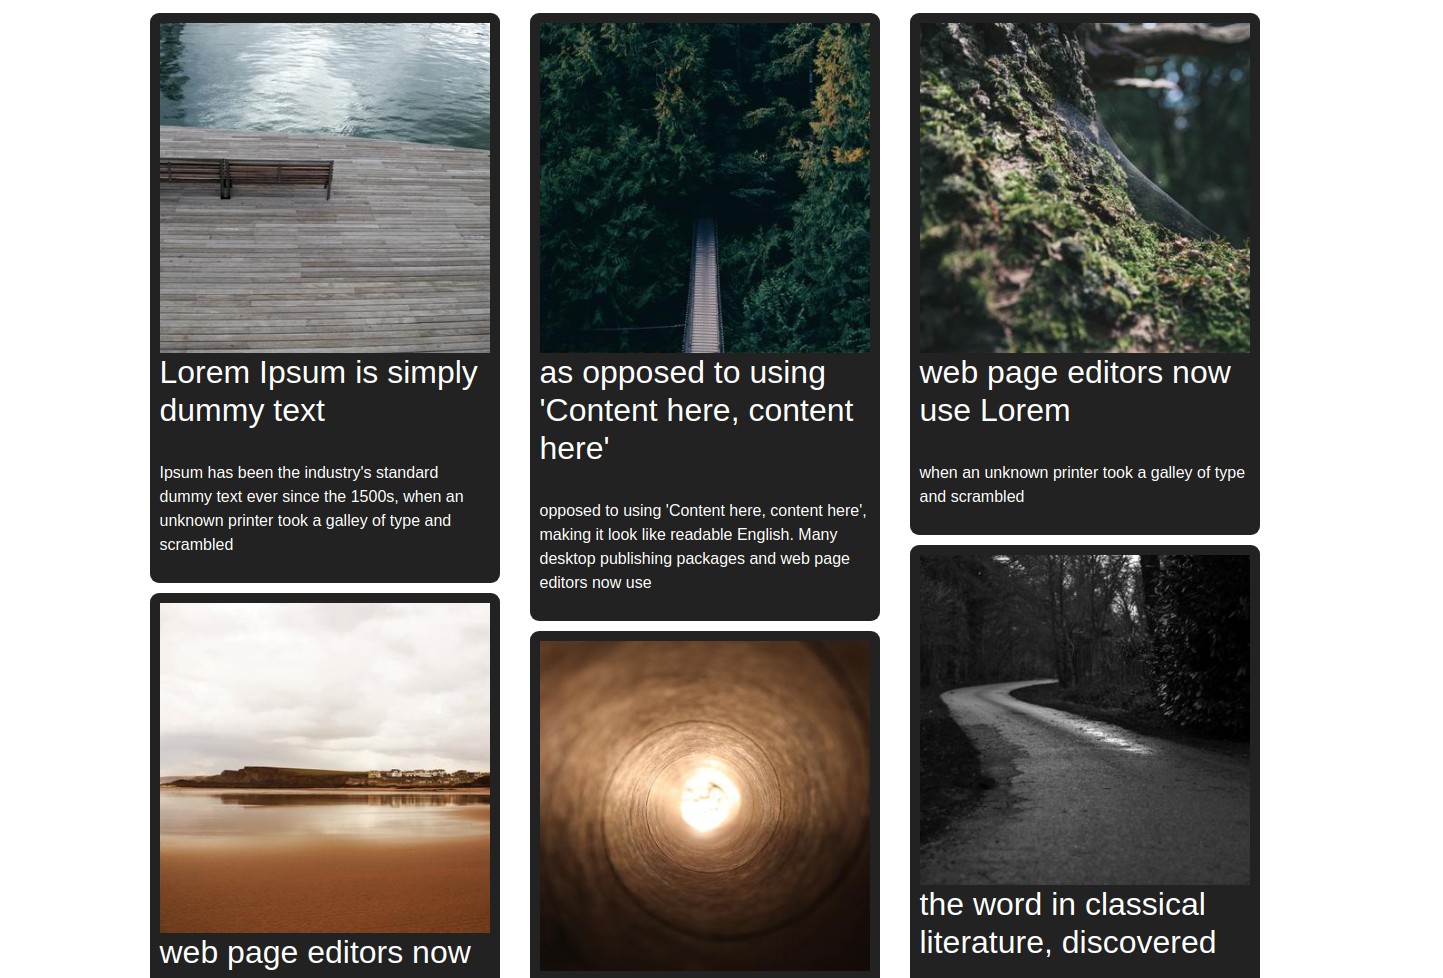 Lorem Ipsum is simply
dummy text
Ipsum has been the industry's standard
dummy text ever since the 1500s, when an
unknown printer took a galley of type and
scrambled
as opposed to using
'Content here, content
here'
opposed to using 'Content here, content here',
making it look like readable English. Many
desktop publishing packages and web page
editors now use
web page editors now
use Lorem
when an unknown printer took a galley of type
and scrambled
web page editors now
the word in classical
literature, discovered